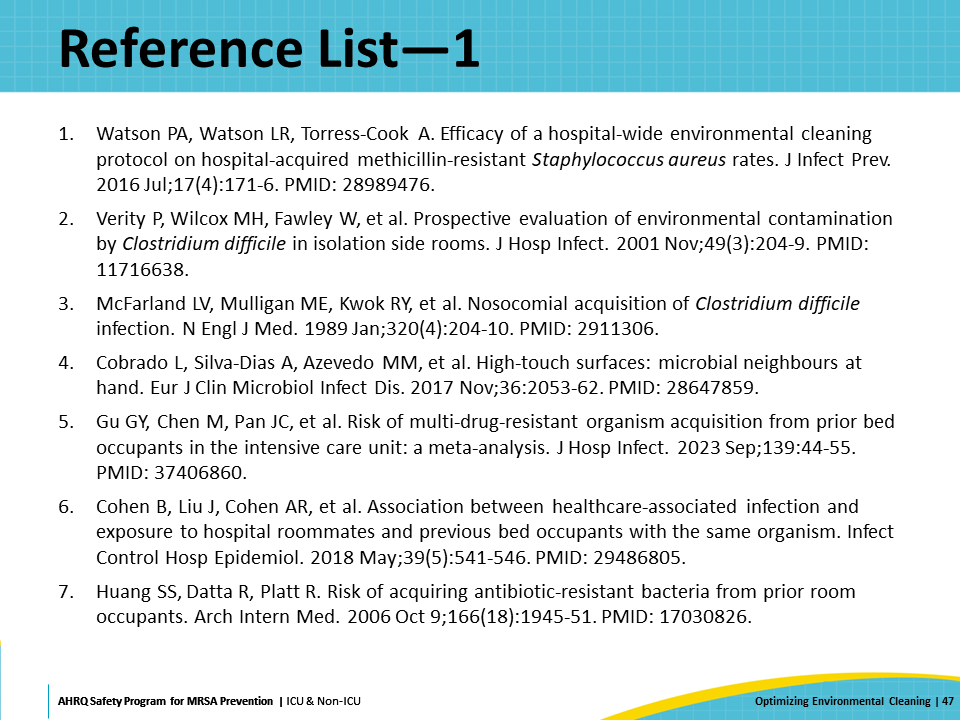 Reference List—1
1. Watson PA, Watson LR, Torress-Cook A. Efficacy of a hospital-wide environmental cleaning
protocol on hospital-acquired methicillin-resistant Staphylococcus aureus rates. J Infect Prev.
2016 Jul;17(4):171-6. PMID: 28989476.
2. Verity P, Wilcox MH, Fawley W, et al. Prospective evaluation of environmental contamination
by Clostridium difficile in isolation side rooms. J Hosp Infect. 2001 Nov;49(3):204-9. PMID:
11716638.
3. McFarland LV, Mulligan ME, Kwok RY, et al. Nosocomial acquisition of Clostridium difficile
infection. N Engl J Med. 1989 Jan;320(4):204-10. PMID: 2911306.
4. Cobrado L, Silva-Dias A, Azevedo MM, et al. High-touch surfaces: microbial neighbours at
hand. Eur J Clin Microbiol Infect Dis. 2017 Nov;36:2053-62. PMID: 28647859.
5. Gu GY, Chen M, Pan JC, et al. Risk of multi-drug-resistant organism acquisition from prior bed
occupants in the intensive care unit: a meta-analysis. J Hosp Infect. 2023 Sep;139:44-55.
PMID: 37406860.
6. Cohen B, Liu J, Cohen AR, et al. Association between healthcare-associated infection and
exposure to hospital roommates and previous bed occupants with the same organism. Infect
Control Hosp Epidemiol. 2018 May;39(5):541-546. PMID: 29486805.
7. Huang SS, Datta R, Platt R. Risk of acquiring antibiotic-resistant bacteria from prior room
occupants. Arch Intern Med. 2006 Oct 9;166(18):1945-51. PMID: 17030826.
AHRQ Safety Program for MRSA Prevention | ICU & Non-ICU
Optimizing Environmental Cleaning | 47